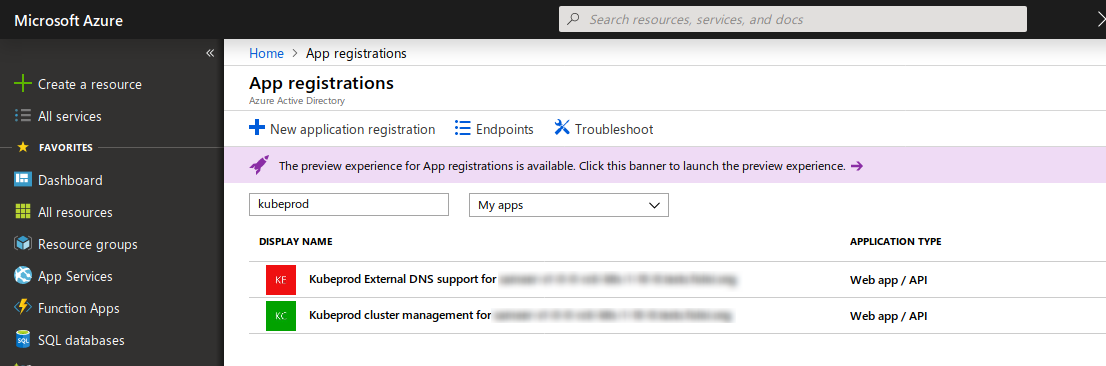 Microsoft Azure
Search resources, services, and docs
«
Create a resource
All services
FAVORITES
Dashboard
All resources
Resource groups
App Services
Function Apps
SQL databases
Home > App registrations
App registrations
Azure Active Directory
New application registration Endpoints Troubleshoot
The preview experience for App registrations is available. Click this banner to launch the preview experience. →
kubeprod My apps
DISPLAY NAME APPLICATION TYPE
KE Kubeprod External DNS support for Web app / API
KC Kubeprod cluster management for Web app / API